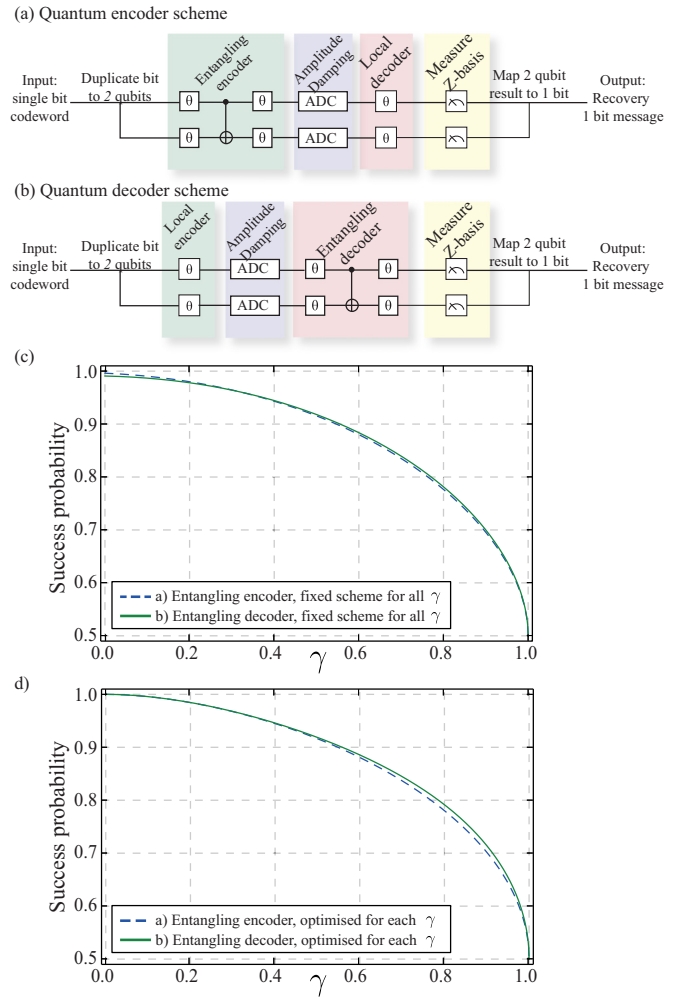 (a) Quantum encoder scheme
Input:
single bit
codeword
Duplicate bit
to 2 qubits
Entangling
encoder
Amplitude
Damping
Local
decoder
Measure
Z-basis
Map 2 qubit
result to 1 bit
Output:
Recovery
1 bit message
θ θ ADC θ
θ θ ADC θ
(b) Quantum decoder scheme
Input:
single bit
codeword
Duplicate bit
to 2 qubits
Local
encoder
Amplitude
Damping
Entangling
decoder
Measure
Z-basis
Map 2 qubit
result to 1 bit
Output:
Recovery
1 bit message
θ ADC θ θ
θ ADC θ θ
(c)
Success probability
1.0
0.9
0.8
0.7
0.6
0.5
a) Entangling encoder, fixed scheme for all γ
b) Entangling decoder, fixed scheme for all γ
0.0 0.2 0.4 0.6 0.8 1.0
γ
d)
Success probability
1.0
0.9
0.8
0.7
0.6
0.5
a) Entangling encoder, optimised for each γ
b) Entangling decoder, optimised for each γ
0.0 0.2 0.4 0.6 0.8 1.0
γ